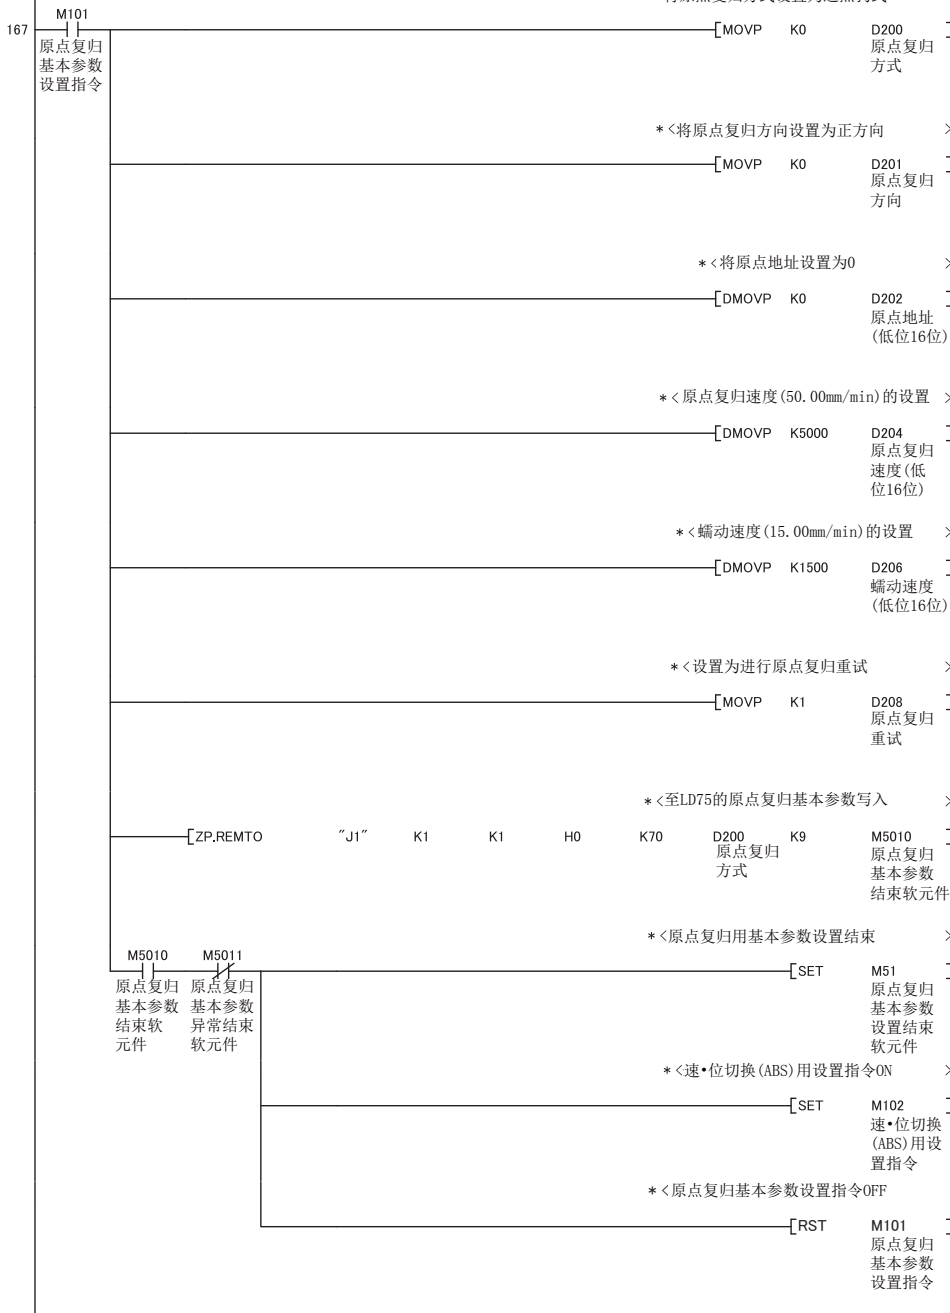 M101
167
原点复归
基本参数
设置指令
MOVP K0 D200
原点复归
方式
*<将原点复归方向设置为正方向 >
MOVP K0 D201
原点复归
方向
*<将原点地址设置为0 >
DMOVP K0 D202
原点地址
(低位16位)
*<原点复归速度(50.00mm/min)的设置 >
DMOVP K5000 D204
原点复归
速度(低
位16位)
*<蠕动速度(15.00mm/min)的设置 >
DMOVP K1500 D206
蠕动速度
(低位16位)
*<设置为进行原点复归重试 >
MOVP K1 D208
原点复归
重试
*<至LD75的原点复归基本参数写入 >
ZP.REMTO "J1" K1 K1 H0 K70 D200 K9 M5010
原点复归
方式
原点复归
基本参数
结束软元件
*<原点复归用基本参数设置结束 >
M5010 M5011
原点复归
基本参数
结束软
元件
原点复归
基本参数
异常结束
软元件
SET M51
原点复归
基本参数
设置结束
软元件
*<速•位切换(ABS)用设置指令ON >
SET M102
速•位切换
(ABS)用设
置指令
*<原点复归基本参数设置指令OFF >
RST M101
原点复归
基本参数
设置指令